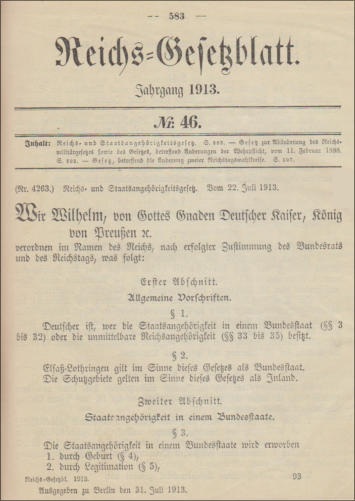 — 583 —
Reichs-Gesetzblatt.
Jahrgang 1913.
№ 46.
Inhalt: Reichs- und Staatsangehörigkeitsgesetz. S. 583. — Gesetz zur Abänderung des Reichs-
militärgesetzes sowie des Gesetzes, betreffend Änderungen der Wehrpflicht, vom 11. Februar 1888.
S. 593. — Gesetz, betreffend die Änderung zweier Reichstagswahlkreise. S. 597.
(Nr. 4263.) Reichs- und Staatsangehörigkeitsgesetz. Vom 22. Juli 1913.
Wir Wilhelm, von Gottes Gnaden Deutscher Kaiser, König
von Preußen ꝛc.
verordnen im Namen des Reichs, nach erfolgter Zustimmung des Bundesrats
und des Reichstags, was folgt:
Erster Abschnitt.
Allgemeine Vorschriften.
§ 1.
Deutscher ist, wer die Staatsangehörigkeit in einem Bundesstaat (§§ 3
bis 32) oder die unmittelbare Reichsangehörigkeit (§§ 33 bis 35) besitzt.
§ 2.
Elsaß-Lothringen gilt im Sinne dieses Gesetzes als Bundesstaat.
Die Schutzgebiete gelten im Sinne dieses Gesetzes als Inland.
Zweiter Abschnitt.
Staatsangehörigkeit in einem Bundesstaate.
§ 3.
Die Staatsangehörigkeit in einem Bundesstaate wird erworben
1. durch Geburt (§ 4),
2. durch Legitimation (§ 5),
Reichs-Gesetzbl. 1913. 93
Ausgegeben zu Berlin den 31. Juli 1913.